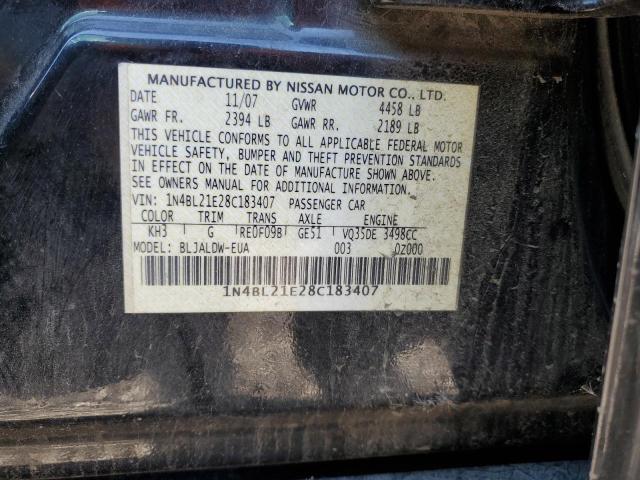 MANUFACTURED BY NISSAN MOTOR CO., LTD.
DATE 11/07 GVWR 4458 LB
GAWR FR. 2394 LB GAWR RR. 2189 LB
THIS VEHICLE CONFORMS TO ALL APPLICABLE FEDERAL MOTOR
VEHICLE SAFETY, BUMPER AND THEFT PREVENTION STANDARDS
IN EFFECT ON THE DATE OF MANUFACTURE SHOWN ABOVE.
SEE OWNERS MANUAL FOR ADDITIONAL INFORMATION.
VIN: 1N4BL21E28C183407 PASSENGER CAR
COLOR TRIM TRANS AXLE ENGINE
KH3 G RE0F09B GE51 VQ35DE 3498CC
MODEL: BLJALDW-EUA 003 0Z000
1N4BL21E28C183407